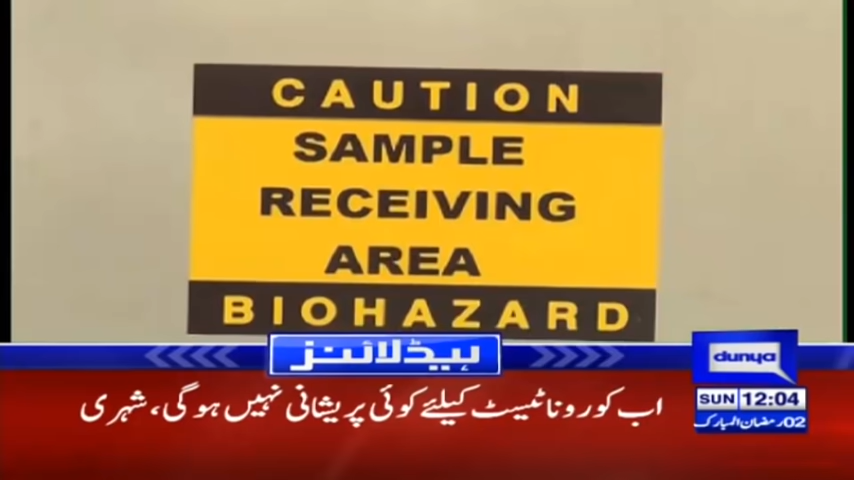 CAUTION
SAMPLE
RECEIVING
AREA
BIOHAZARD
ہیڈلائنز
dunya
SUN 12:04
02 رمضان المبارک
اب کورونا ٹیسٹ کیلئے کوئی پریشانی نہیں ہوگی، شہری